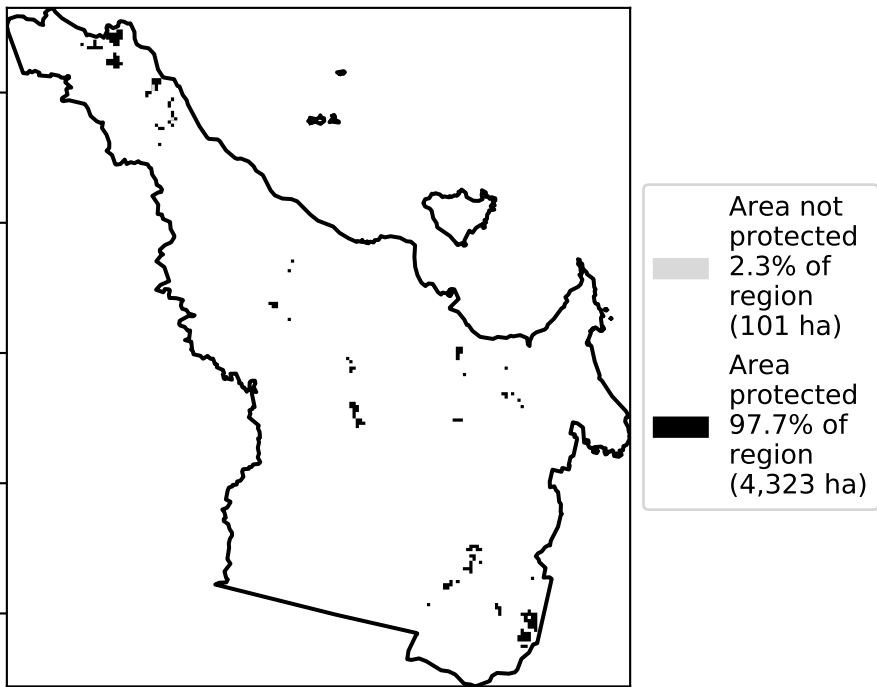 Area not
protected
2.3% of
region
(101 ha)
Area
protected
97.7% of
region
(4,323 ha)